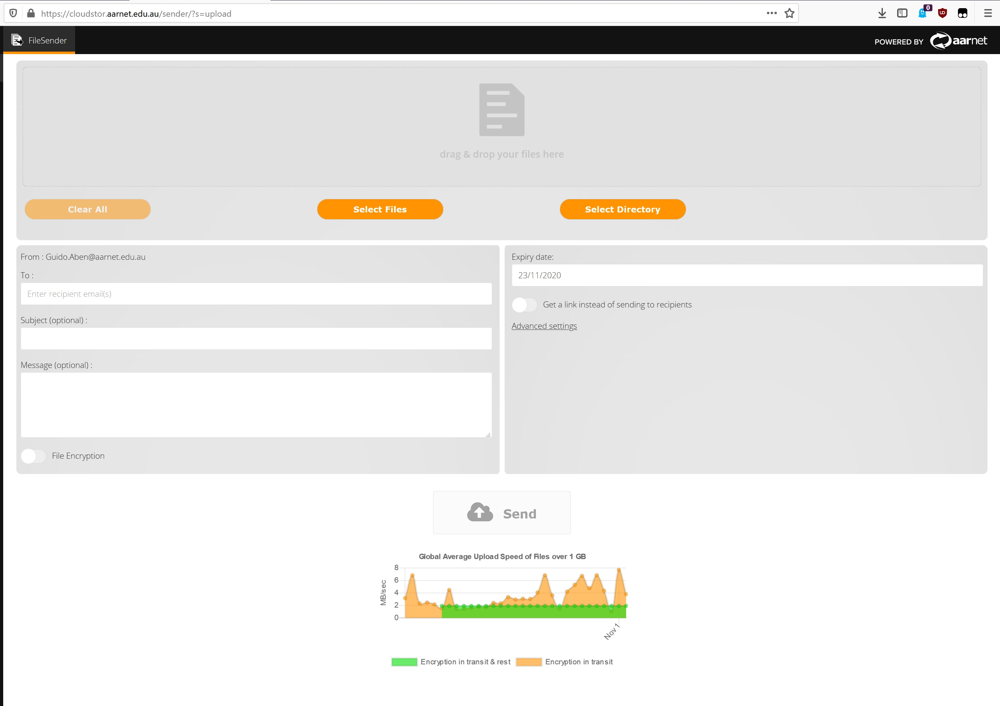 https://cloudstor.aarnet.edu.au/sender/?s=upload
0
FileSender
POWERED BY aarnet
drag & drop your files here
Clear All
Select Files
Select Directory
From : Guido.Aben@aarnet.edu.au
To :
Enter recipient email(s)
Subject (optional) :
Message (optional) :
File Encryption
Expiry date:
23/11/2020
Get a link instead of sending to recipients
Advanced settings
Send
Global Average Upload Speed of Files over 1 GB
MB/sec
8
6
4
2
0
Nov 1
Encryption in transit & rest
Encryption in transit